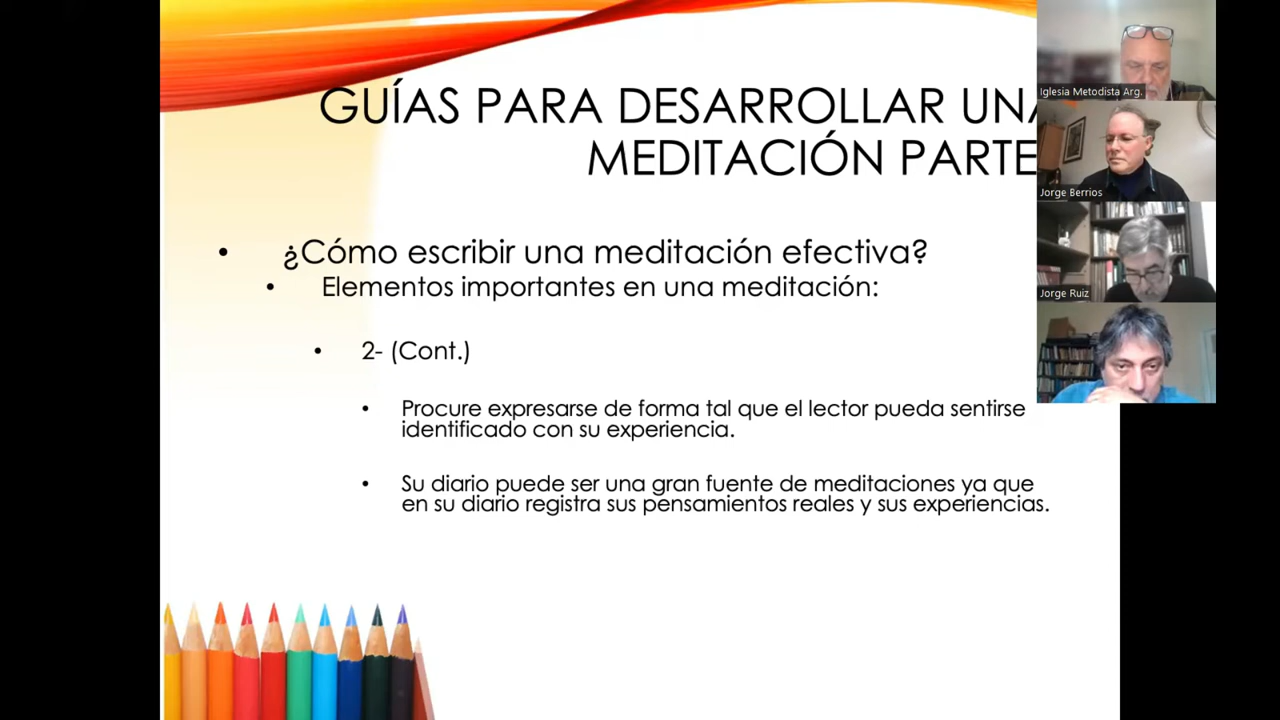 GUÍAS PARA DESARROLLAR UNA
MEDITACIÓN PARTE
• ¿Cómo escribir una meditación efectiva?
• Elementos importantes en una meditación:
• 2- (Cont.)
• Procure expresarse de forma tal que el lector pueda sentirse
identificado con su experiencia.
• Su diario puede ser una gran fuente de meditaciones ya que
en su diario registra sus pensamientos reales y sus experiencias.
Iglesia Metodista Arg.
Jorge Berrios
Jorge Ruiz